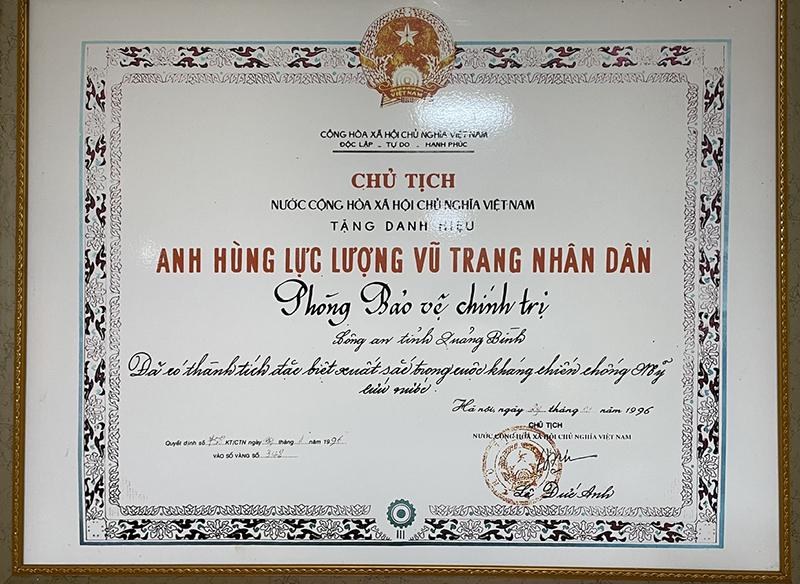 VIỆT NAM
CỘNG HÒA XÃ HỘI CHỦ NGHĨA VIỆT NAM
ĐỘC LẬP - TỰ DO - HẠNH PHÚC
CHỦ TỊCH
NƯỚC CỘNG HÒA XÃ HỘI CHỦ NGHĨA VIỆT NAM
TẶNG DANH HIỆU
ANH HÙNG LỰC LƯỢNG VŨ TRANG NHÂN DÂN
Phòng Bảo vệ chính trị
Công an tỉnh Quảng Bình
Đã có thành tích đặc biệt xuất sắc trong cuộc kháng chiến chống Mỹ
cứu nước.
Hà nội, ngày tháng năm 1996
CHỦ TỊCH
NƯỚC CỘNG HÒA XÃ HỘI CHỦ NGHĨA VIỆT NAM
Lê Đức Anh
Quyết định số KT/CTN ngày tháng năm 1996
VÀO SỔ VÀNG SỐ